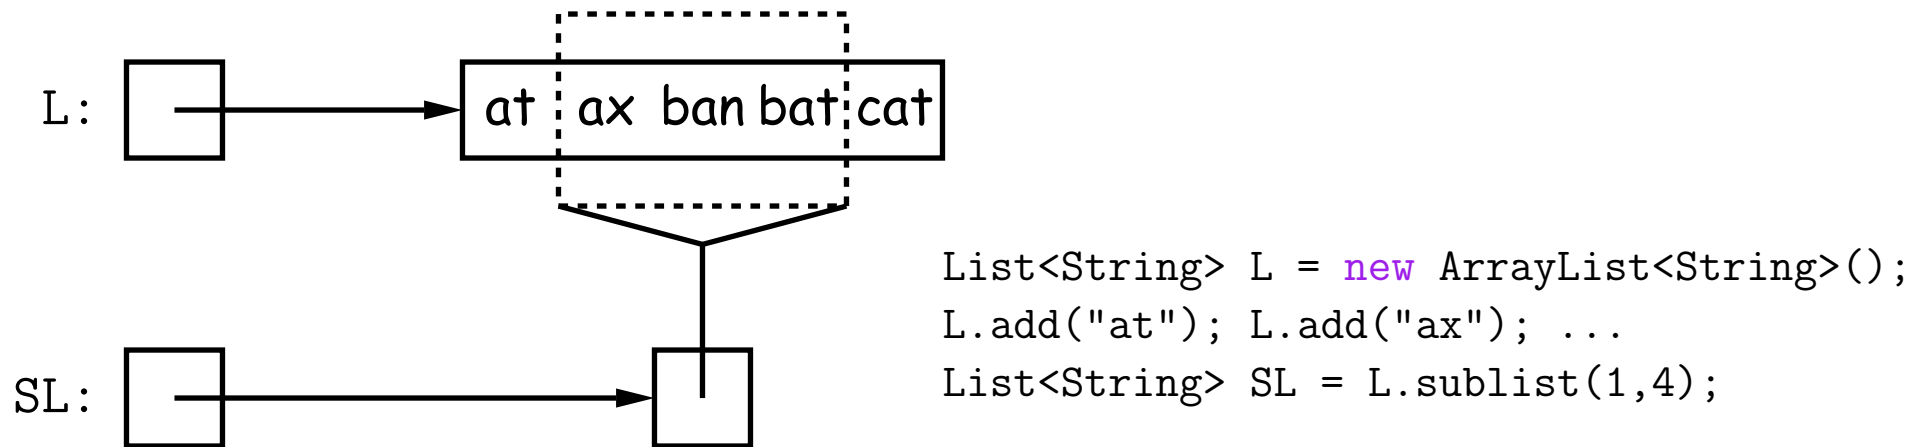 L: at ax ban bat cat
List<String> L = new ArrayList<String>();
L.add("at"); L.add("ax"); ...
SL: List<String> SL = L.sublist(1,4);